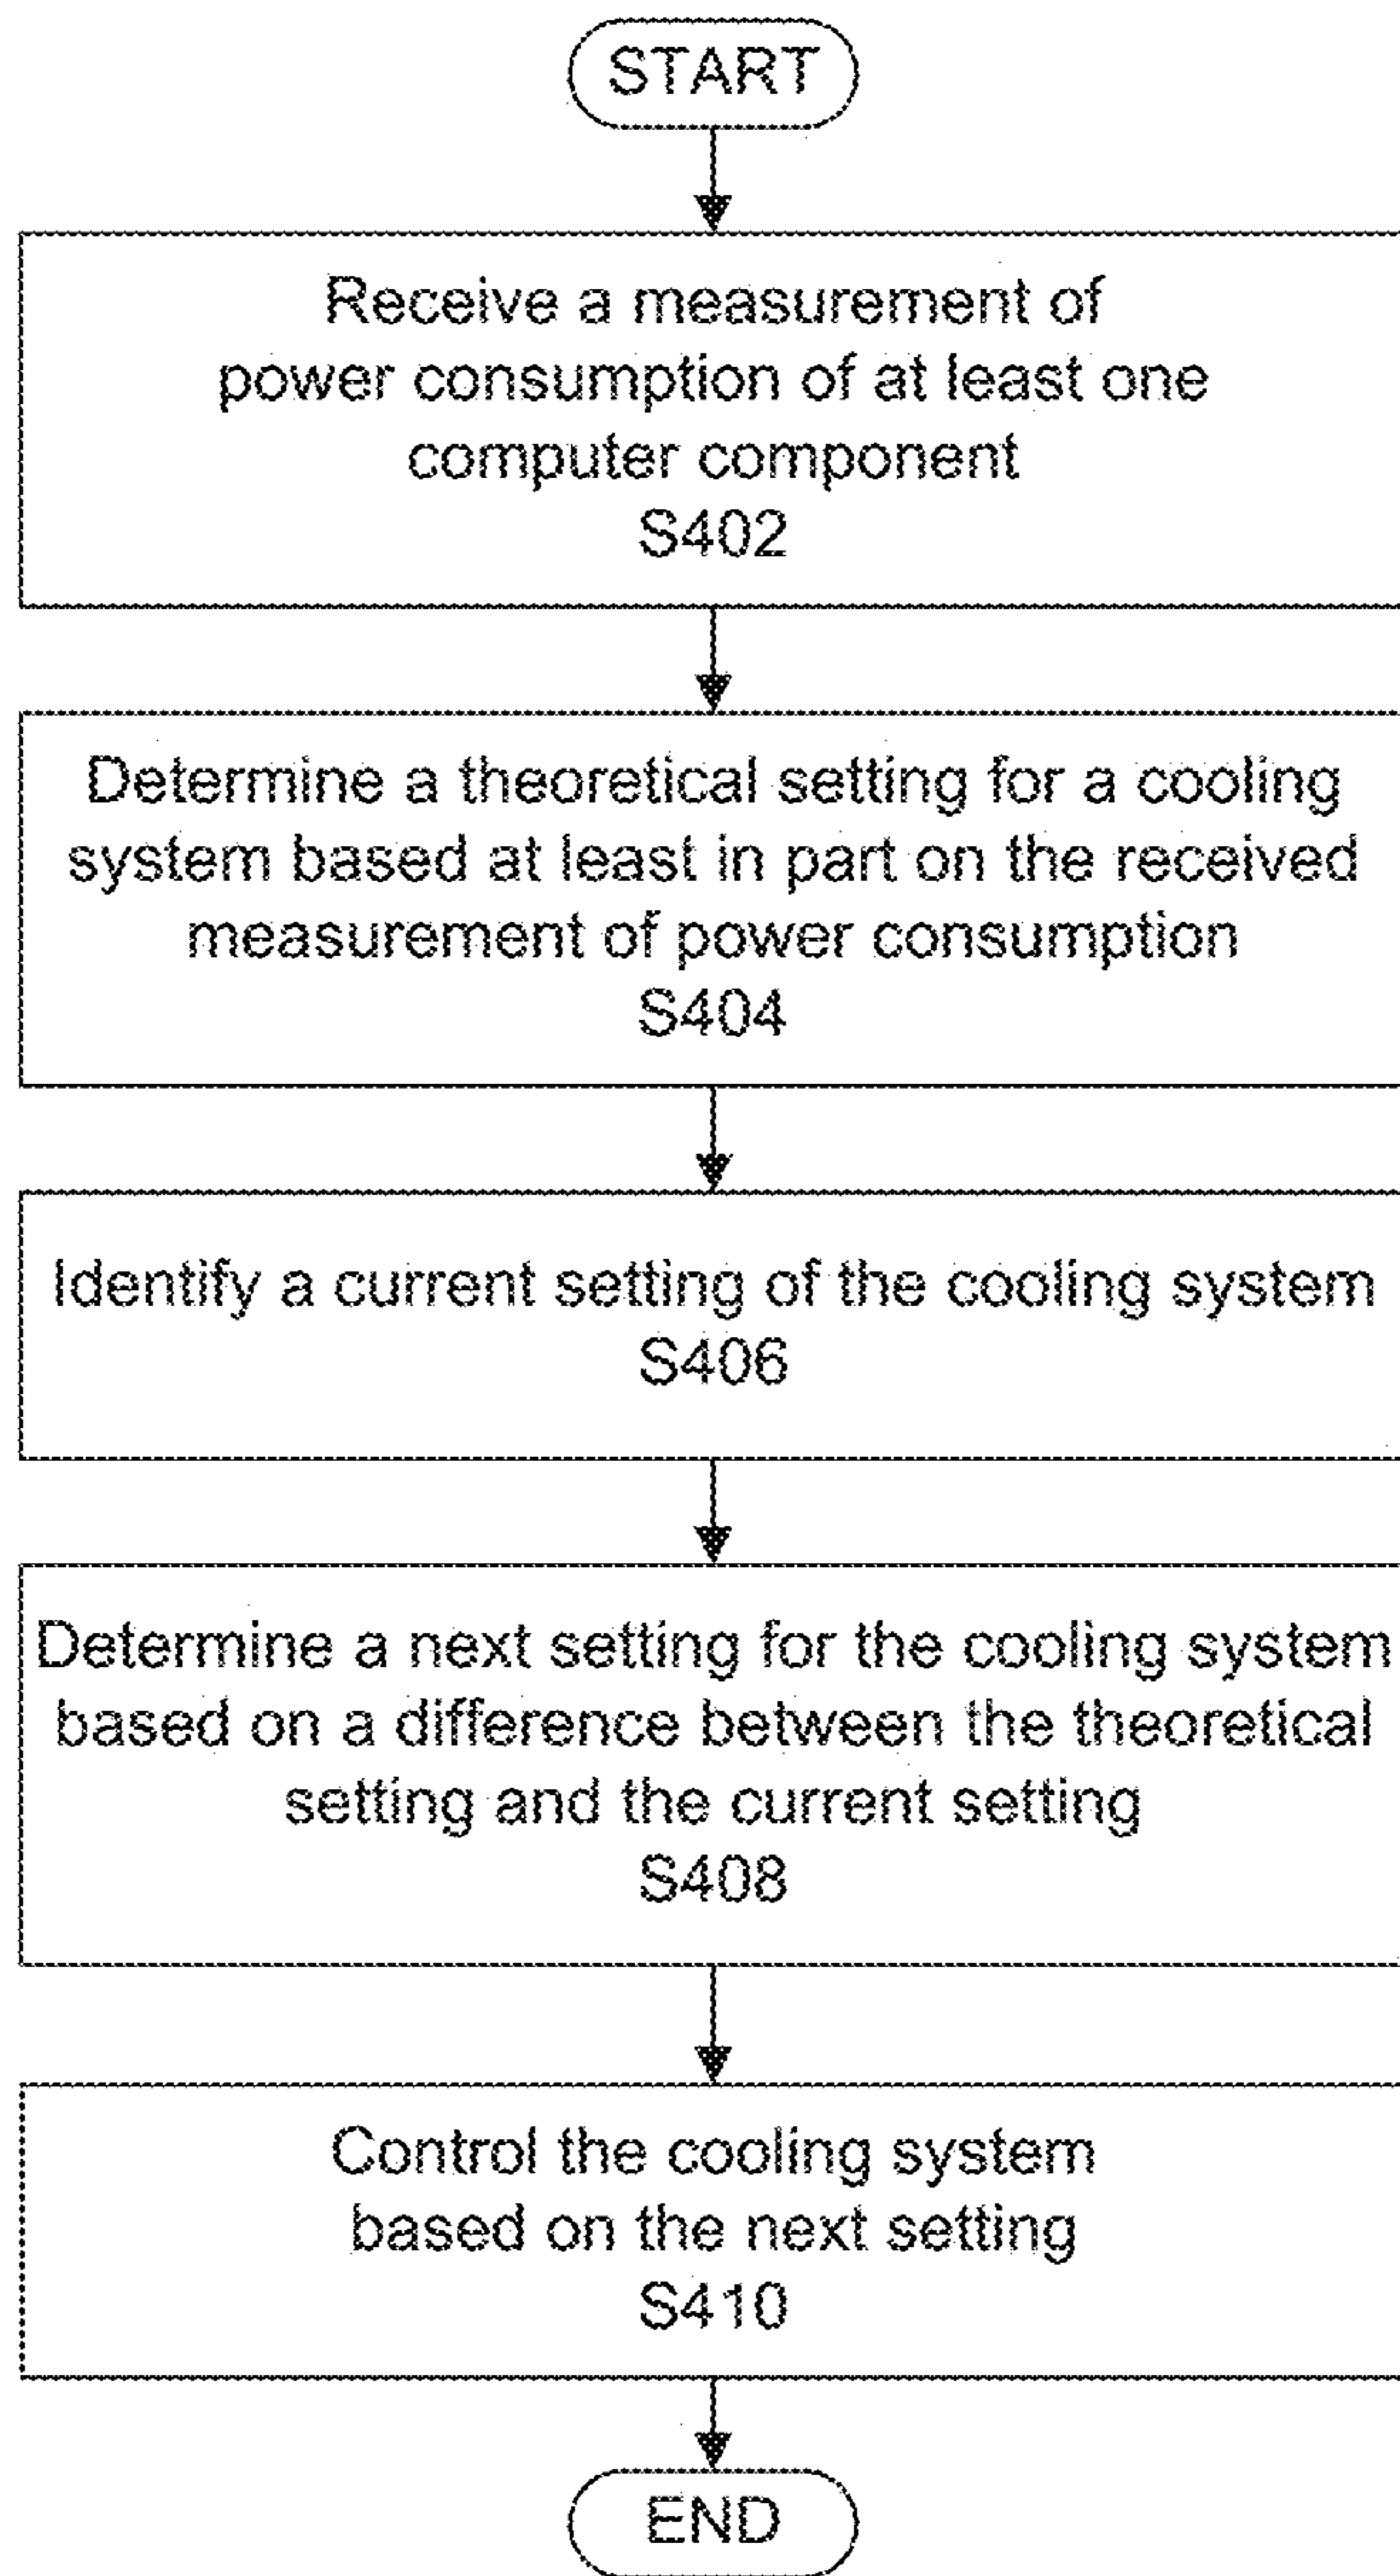 START
Receive a measurement of
power consumption of at least one
computer component
S402
Determine a theoretical setting for a cooling
system based at least in part on the received
measurement of power consumption
S404
Identify a current setting of the cooling system
S406
Determine a next setting for the cooling system
based on a difference between the theoretical
setting and the current setting
S408
Control the cooling system
based on the next setting
S410
END